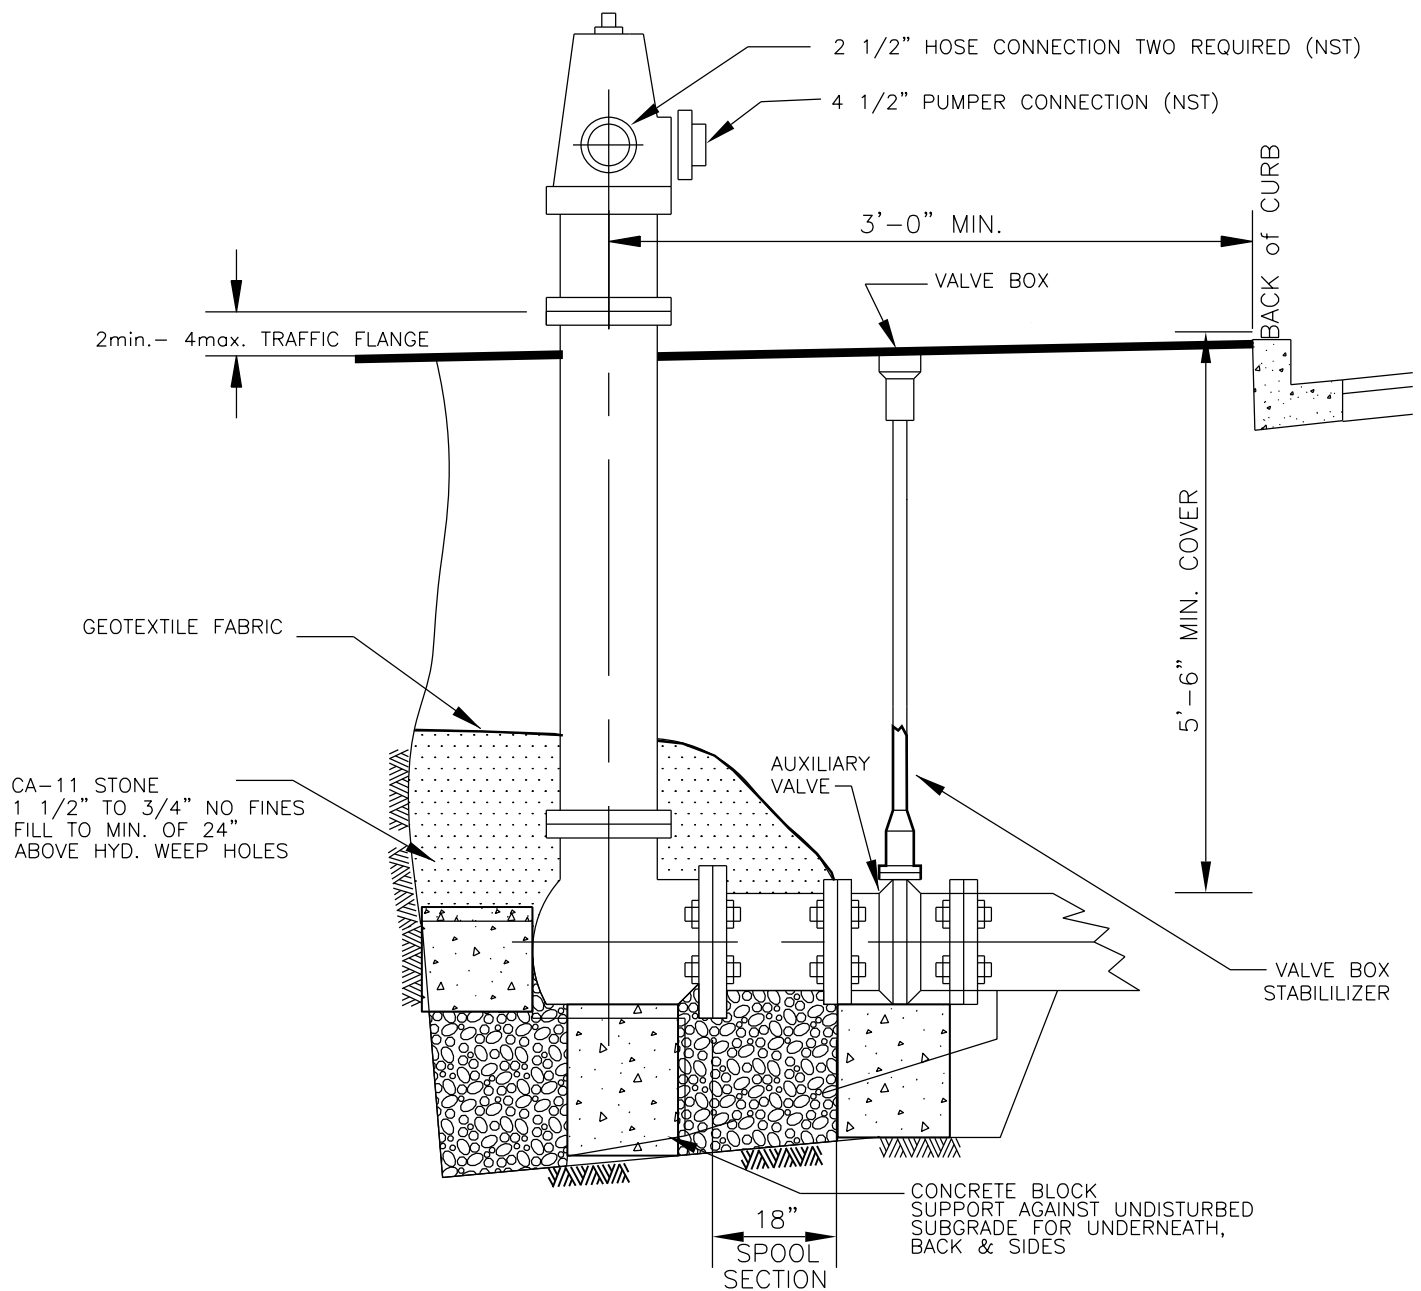 2 1/2” HOSE CONNECTION TWO REQUIRED (NST)
4 1/2” PUMPER CONNECTION (NST)
BACK of CURB
3’-0” MIN.
VALVE BOX
2min.- 4max. TRAFFIC FLANGE
5’-6” MIN. COVER
GEOTEXTILE FABRIC
AUXILIARY
VALVE
CA-11 STONE
1 1/2” TO 3/4” NO FINES
FILL TO MIN. OF 24”
ABOVE HYD. WEEP HOLES
VALVE BOX
STABILILIZER
CONCRETE BLOCK
SUPPORT AGAINST UNDISTURBED
SUBGRADE FOR UNDERNEATH,
BACK & SIDES
18”
SPOOL
SECTION